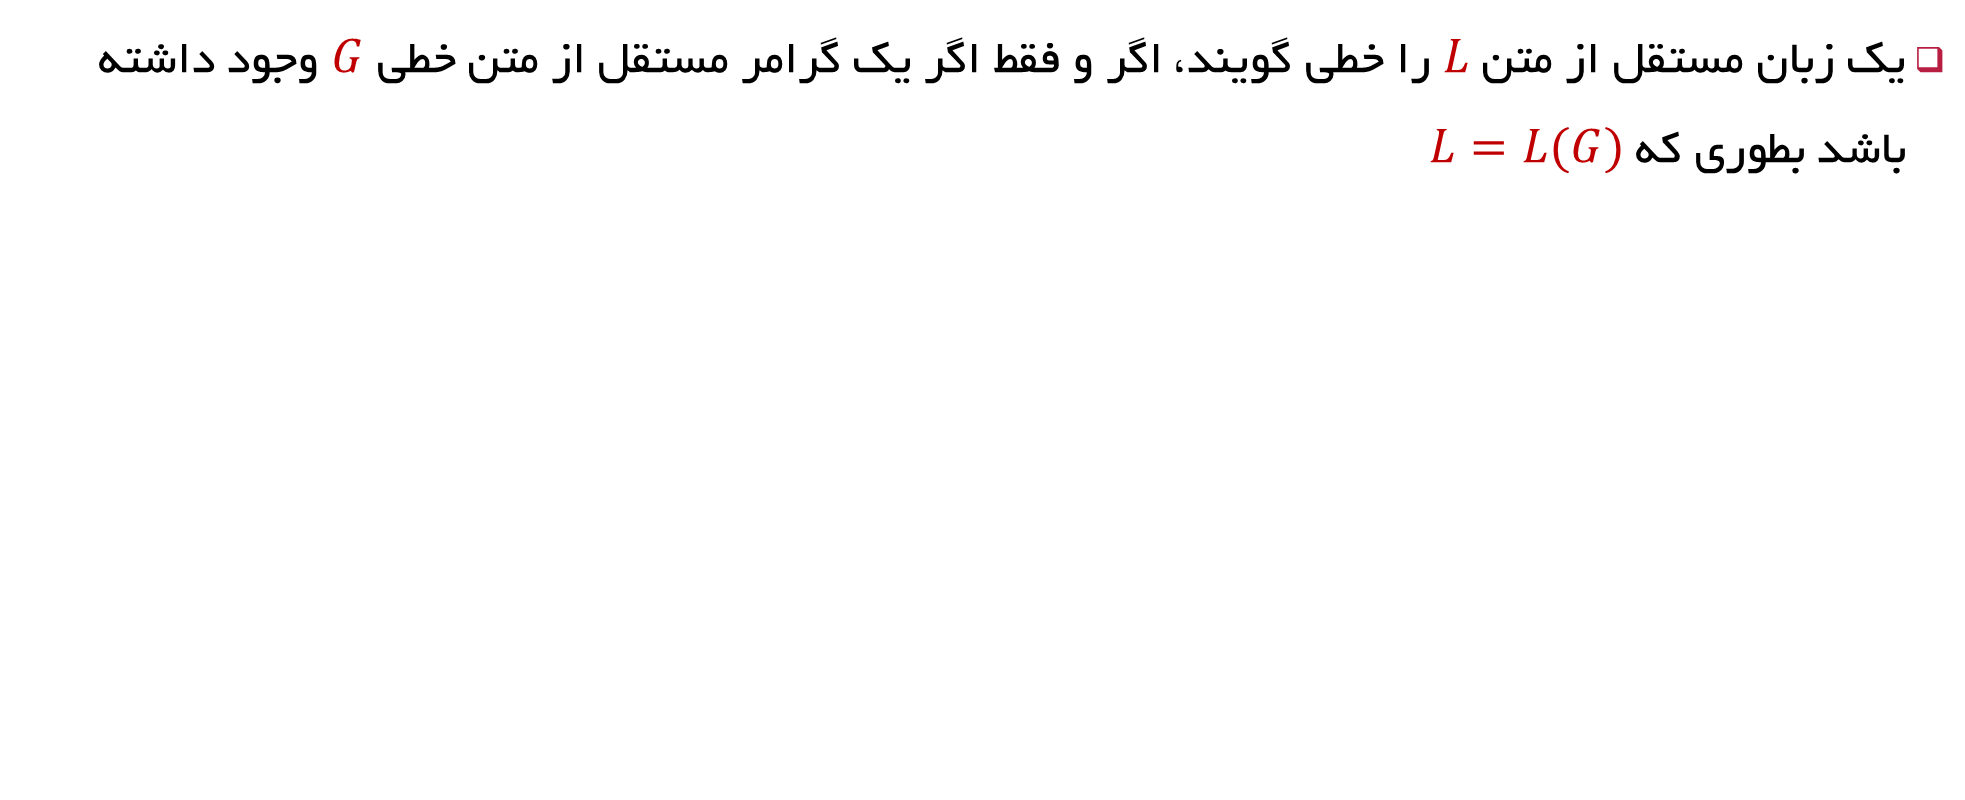 ❑ یک زبان مستقل از متن L را خطی گویند، اگر و فقط اگر یک گرامر مستقل از متن خطی G وجود داشته
باشد بطوری که L = L(G)